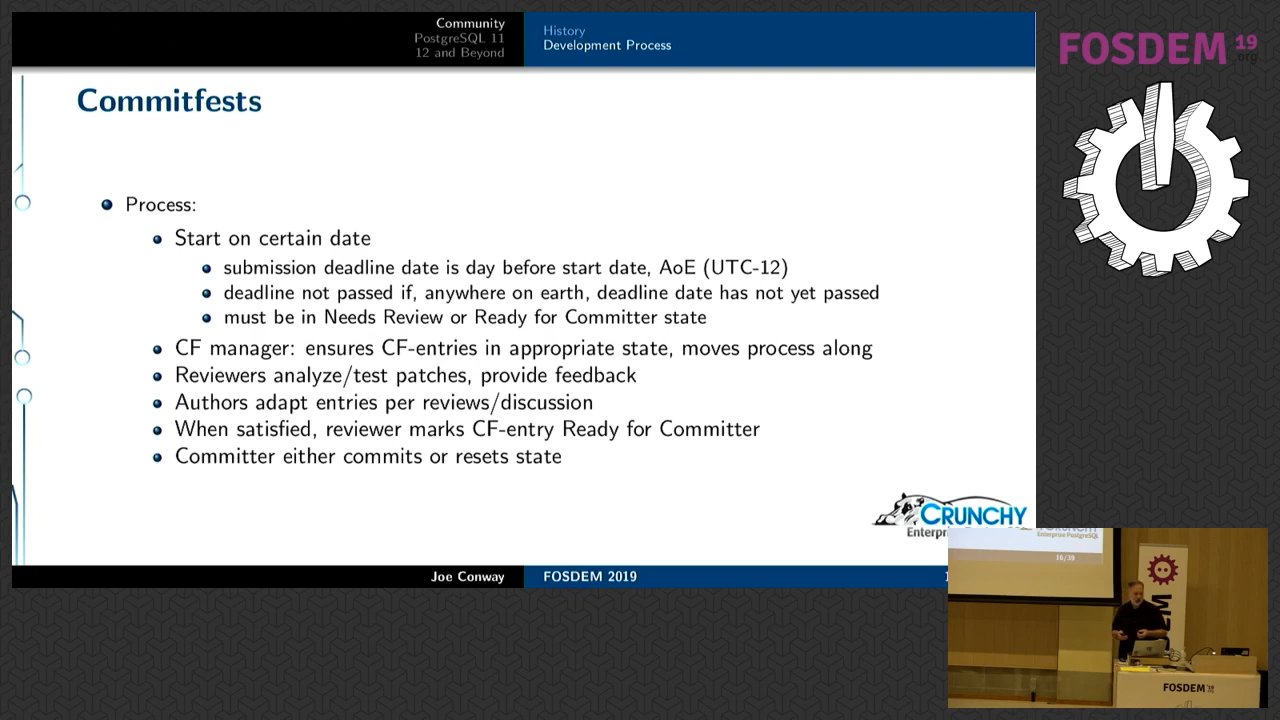 Community
PostgreSQL 11
12 and Beyond
History
Development Process
FOSDEM 19
.org
Commitfests
Process:
Start on certain date
submission deadline date is day before start date, AoE (UTC-12)
deadline not passed if, anywhere on earth, deadline date has not yet passed
must be in Needs Review or Ready for Committer state
CF manager: ensures CF-entries in appropriate state, moves process along
Reviewers analyze/test patches, provide feedback
Authors adapt entries per reviews/discussion
When satisfied, reviewer marks CF-entry Ready for Committer
Committer either commits or resets state
CRUNCHY
Enterpr
Joe Conway
FOSDEM 2019
Enterprise PostgreSQL
16/39
FOSDEM'19